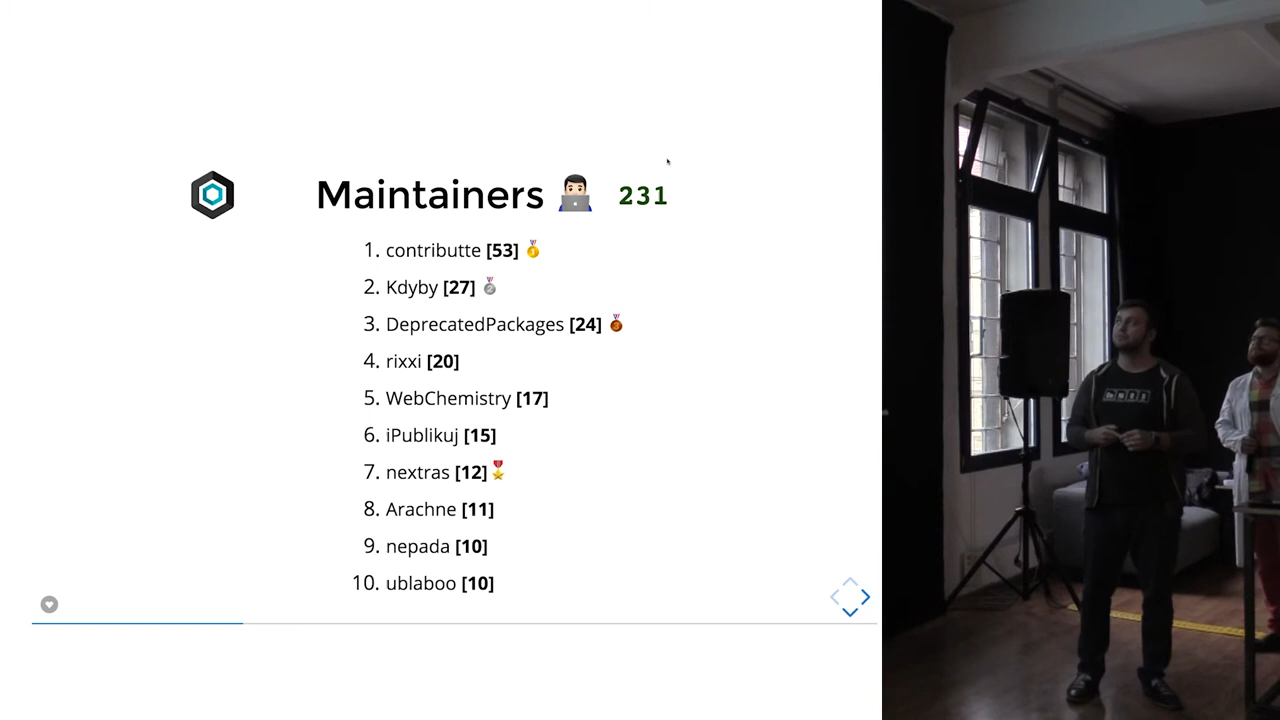 Maintainers 231
1. contributte [53]
2. Kdyby [27]
3. DeprecatedPackages [24]
4. rixxi [20]
5. WebChemistry [17]
6. iPublikuj [15]
7. nextras [12]
8. Arachne [11]
9. nepada [10]
10. ublaboo [10]